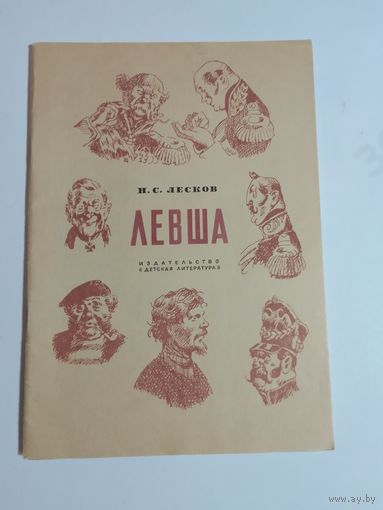 Н. С. ЛЕСКОВ
ЛЕВША
ИЗДАТЕЛЬСТВО
«ДЕТСКАЯ ЛИТЕРАТУРА»
www.ay.by